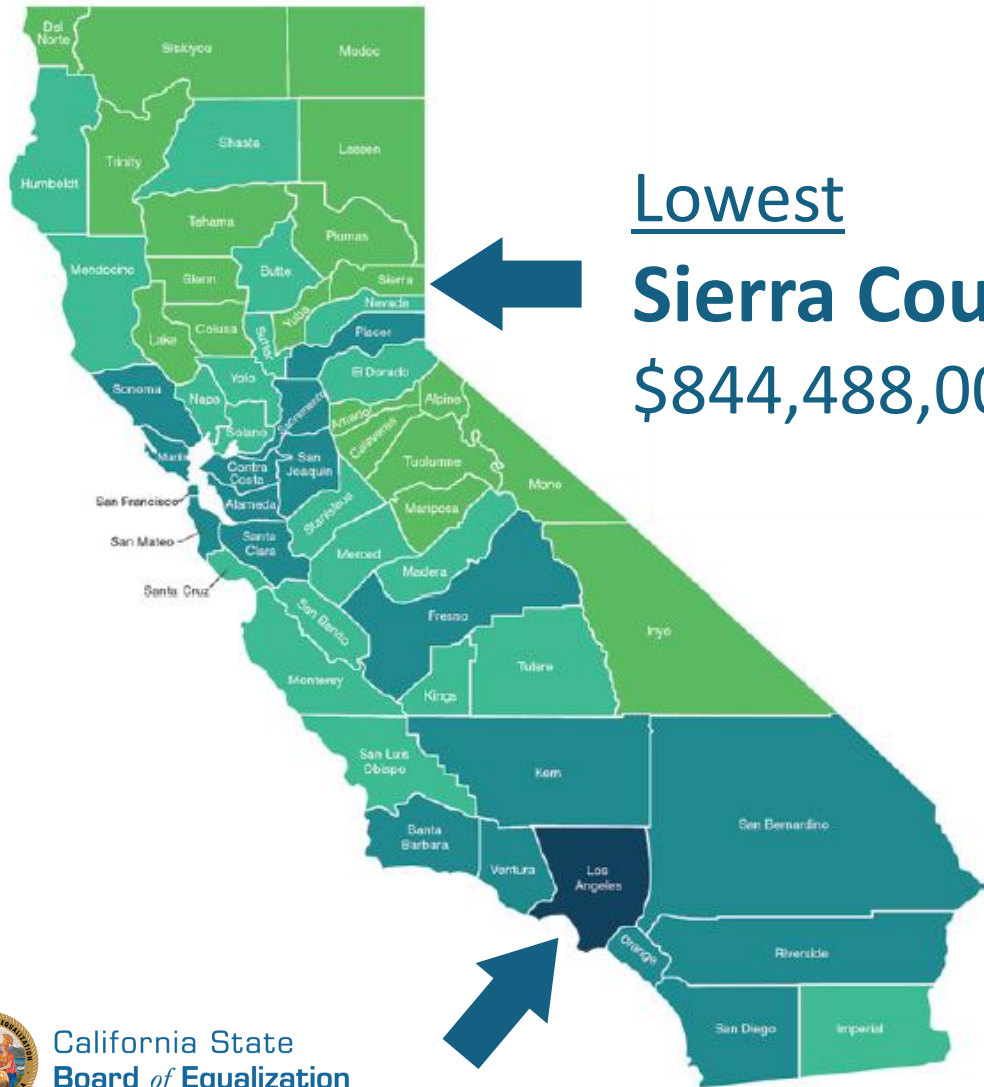 Del
Norte
Siskiyou
Modoc
Humboldt
Trinity
Shasta
Lassen
Tehama
Plumas
Mendocino
Glenn
Butte
Sierra
Nevada
Yuba
Placer
Lake
Colusa
Sutter
El Dorado
Sonoma
Napa
Yolo
Sacramento
Amador
Alpine
Solano
Calaveras
Marin
Contra
Costa
San
Joaquin
Tuolumne
Mono
San Francisco
Alameda
Stanislaus
Mariposa
San Mateo
Santa
Clara
Merced
Santa Cruz
Madera
San Benito
Fresno
Inyo
Monterey
Kings
Tulare
San Luis
Obispo
Kern
San Bernardino
Santa
Barbara
Ventura
Los
Angeles
Orange
Riverside
San Diego
Imperial
Lowest
Sierra Cou
$844,488,00
EQUALIZATION
California State
Board of Equalization